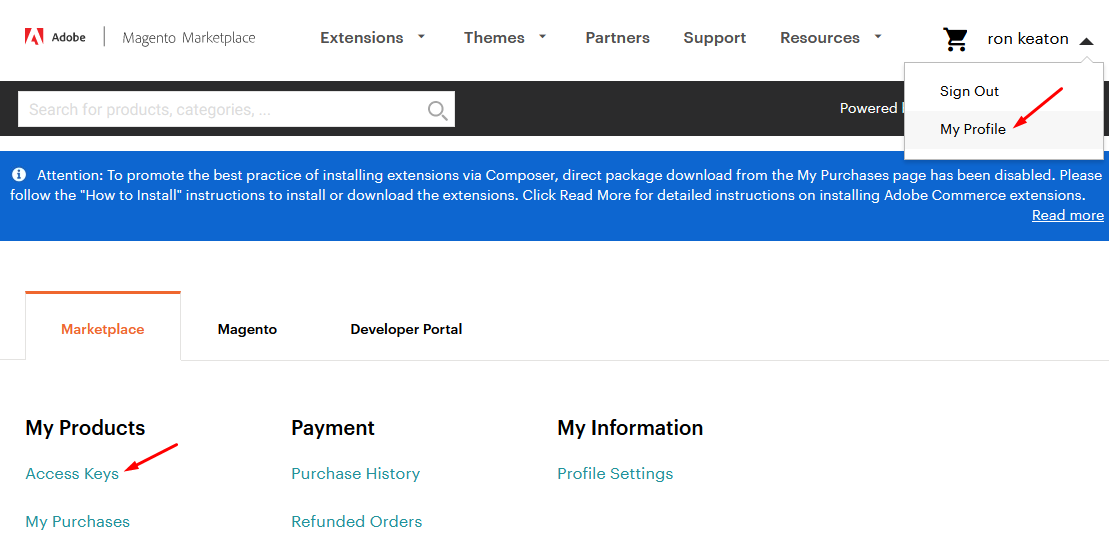 Adobe | Magento Marketplace Extensions Themes Partners Support Resources ron keaton
Search for products, categories, ...
Powered
Sign Out
My Profile
Attention: To promote the best practice of installing extensions via Composer, direct package download from the My Purchases page has been disabled. Please
follow the "How to Install" instructions to install or download the extensions. Click Read More for detailed instructions on installing Adobe Commerce extensions.
Read more
Marketplace Magento Developer Portal
My Products Payment My Information
Access Keys Purchase History Profile Settings
My Purchases Refunded Orders